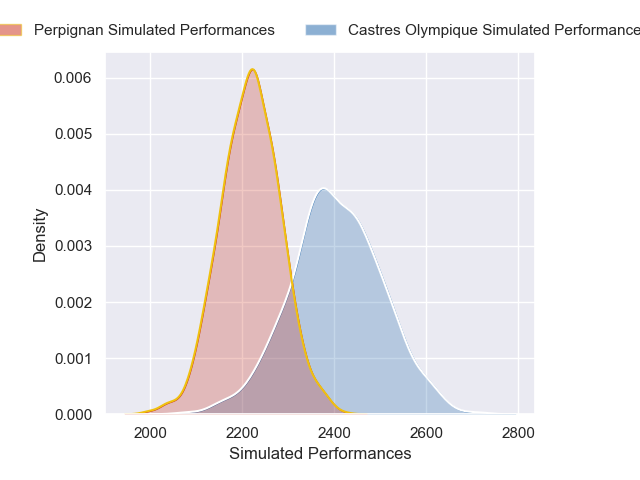 Perpignan Simulated Performances Castres Olympique Simulated Performance
0.006
0.005
0.004
0.003
0.002
0.001
0.000
Density
2000 2200 2400 2600 2800
Simulated Performances